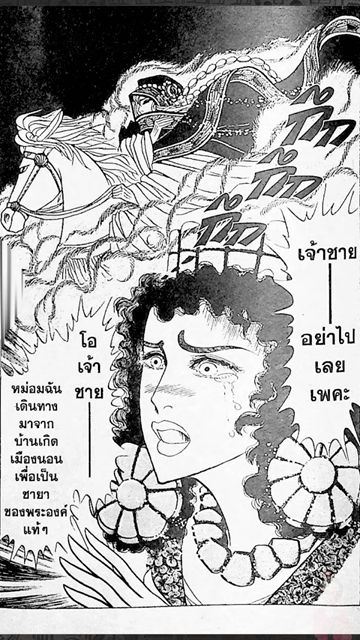 กุบ
กุบ
กุบ
เจ้าชาย
อย่าไป
เลย
เพคะ
โอ
เจ้า
ชาย
หม่อมฉัน
เดินทาง
มาจาก
บ้านเกิด
เมืองนอน
เพื่อเป็น
ชายา
ของพระองค์
แท้ๆ